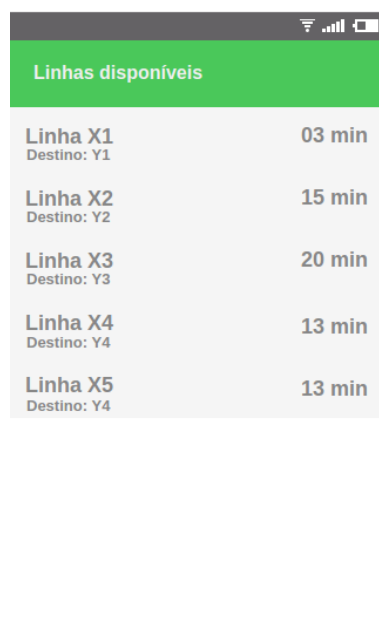 Linhas disponíveis
Linha X1 03 min
Destino: Y1
Linha X2 15 min
Destino: Y2
Linha X3 20 min
Destino: Y3
Linha X4 13 min
Destino: Y4
Linha X5 13 min
Destino: Y4